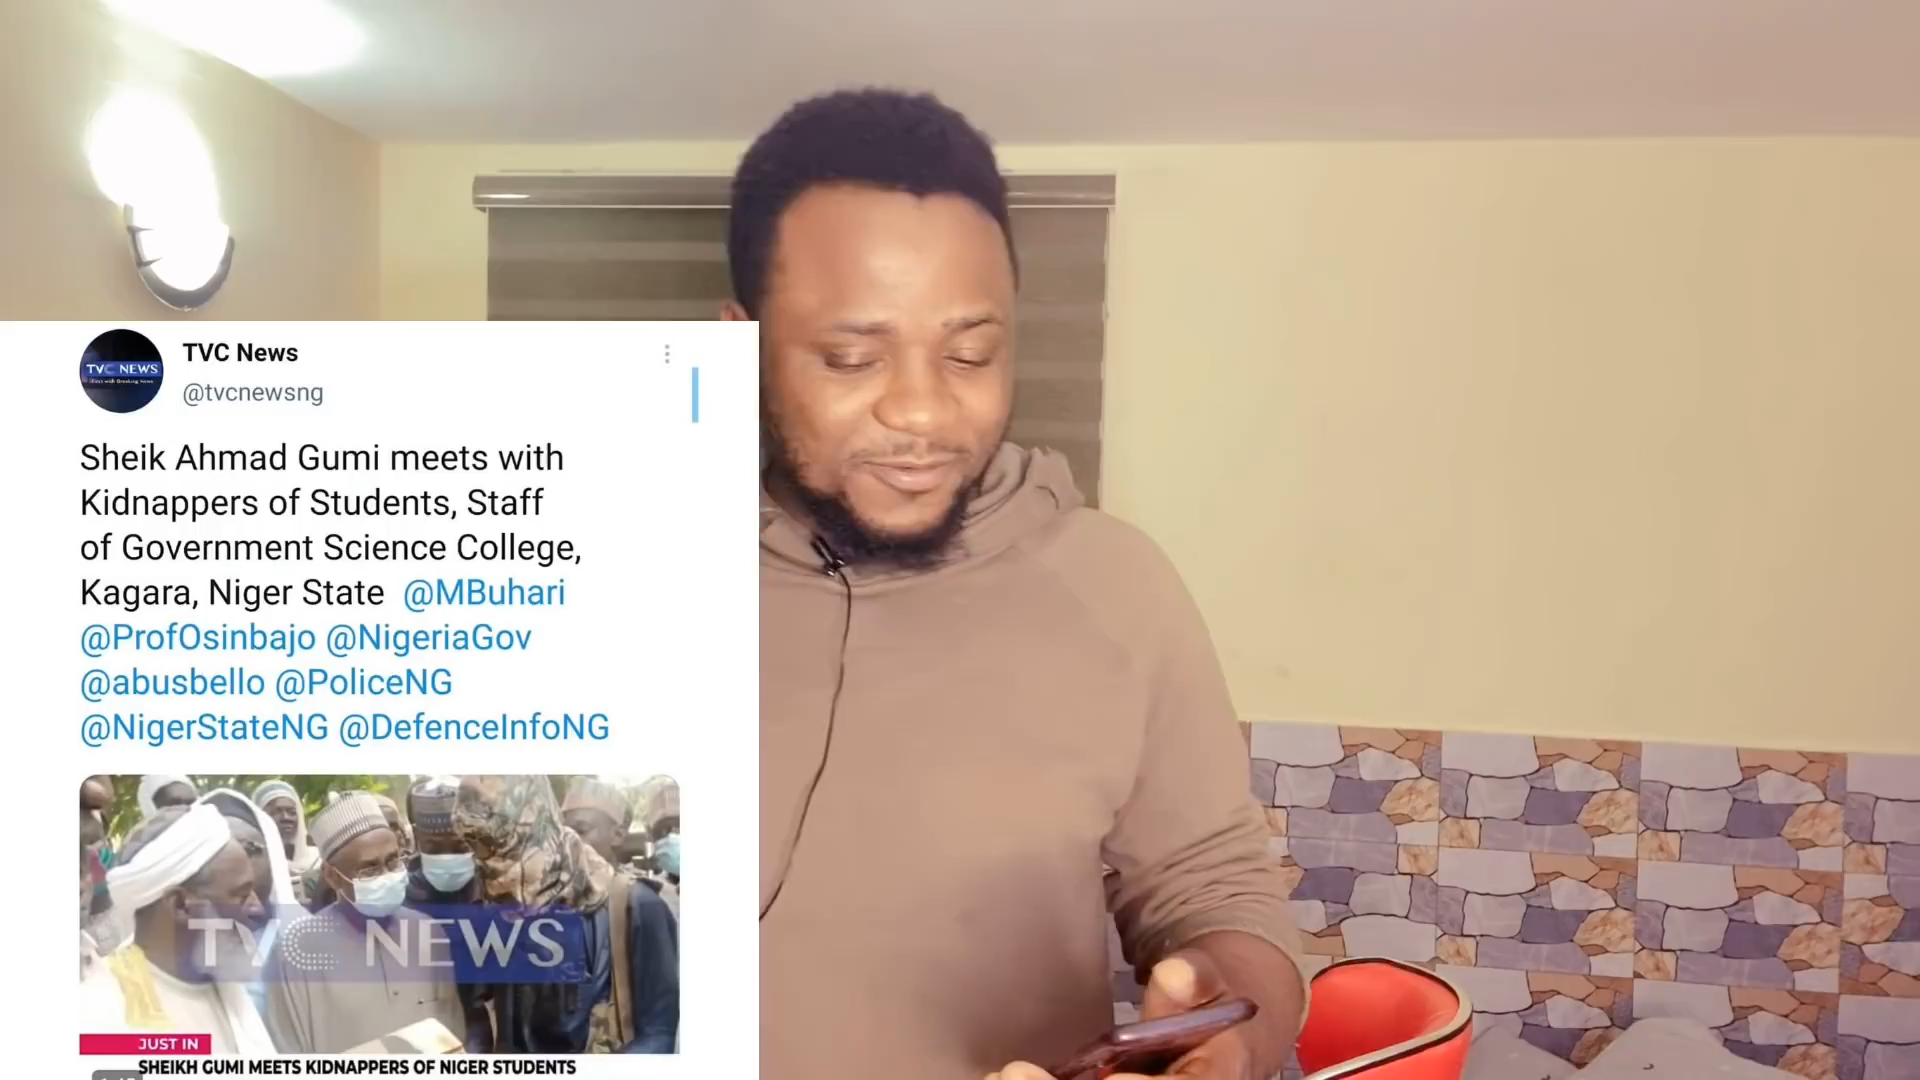 TVC NEWS
TVC News
@tvcnewsng
Sheik Ahmad Gumi meets with
Kidnappers of Students, Staff
of Government Science College,
Kagara, Niger State @MBuhari
@ProfOsinbajo @NigeriaGov
@abusbello @PoliceNG
@NigerStateNG @DefenceInfoNG
TVC NEWS
JUST IN
SHEIKH GUMI MEETS KIDNAPPERS OF NIGER STUDENTS